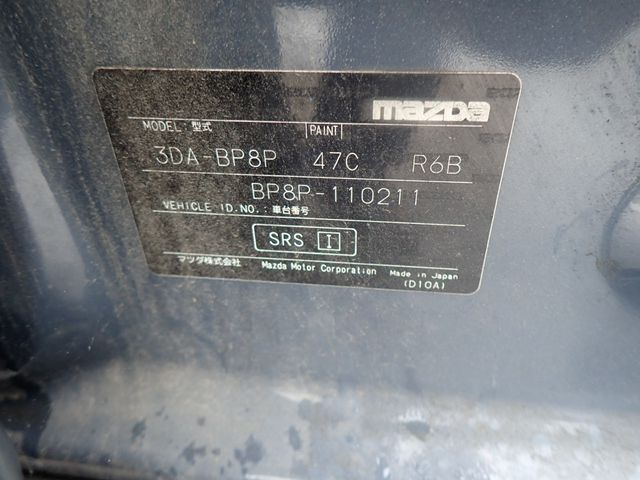 mazda
MODEL:型式 PAINT
3DA-BP8P 47C R6B
BP8P-110211
VEHICLE ID.NO.:車台番号
SRS I
マツダ株式会社 Mazda Motor Corporation Made in Japan
(D10A)